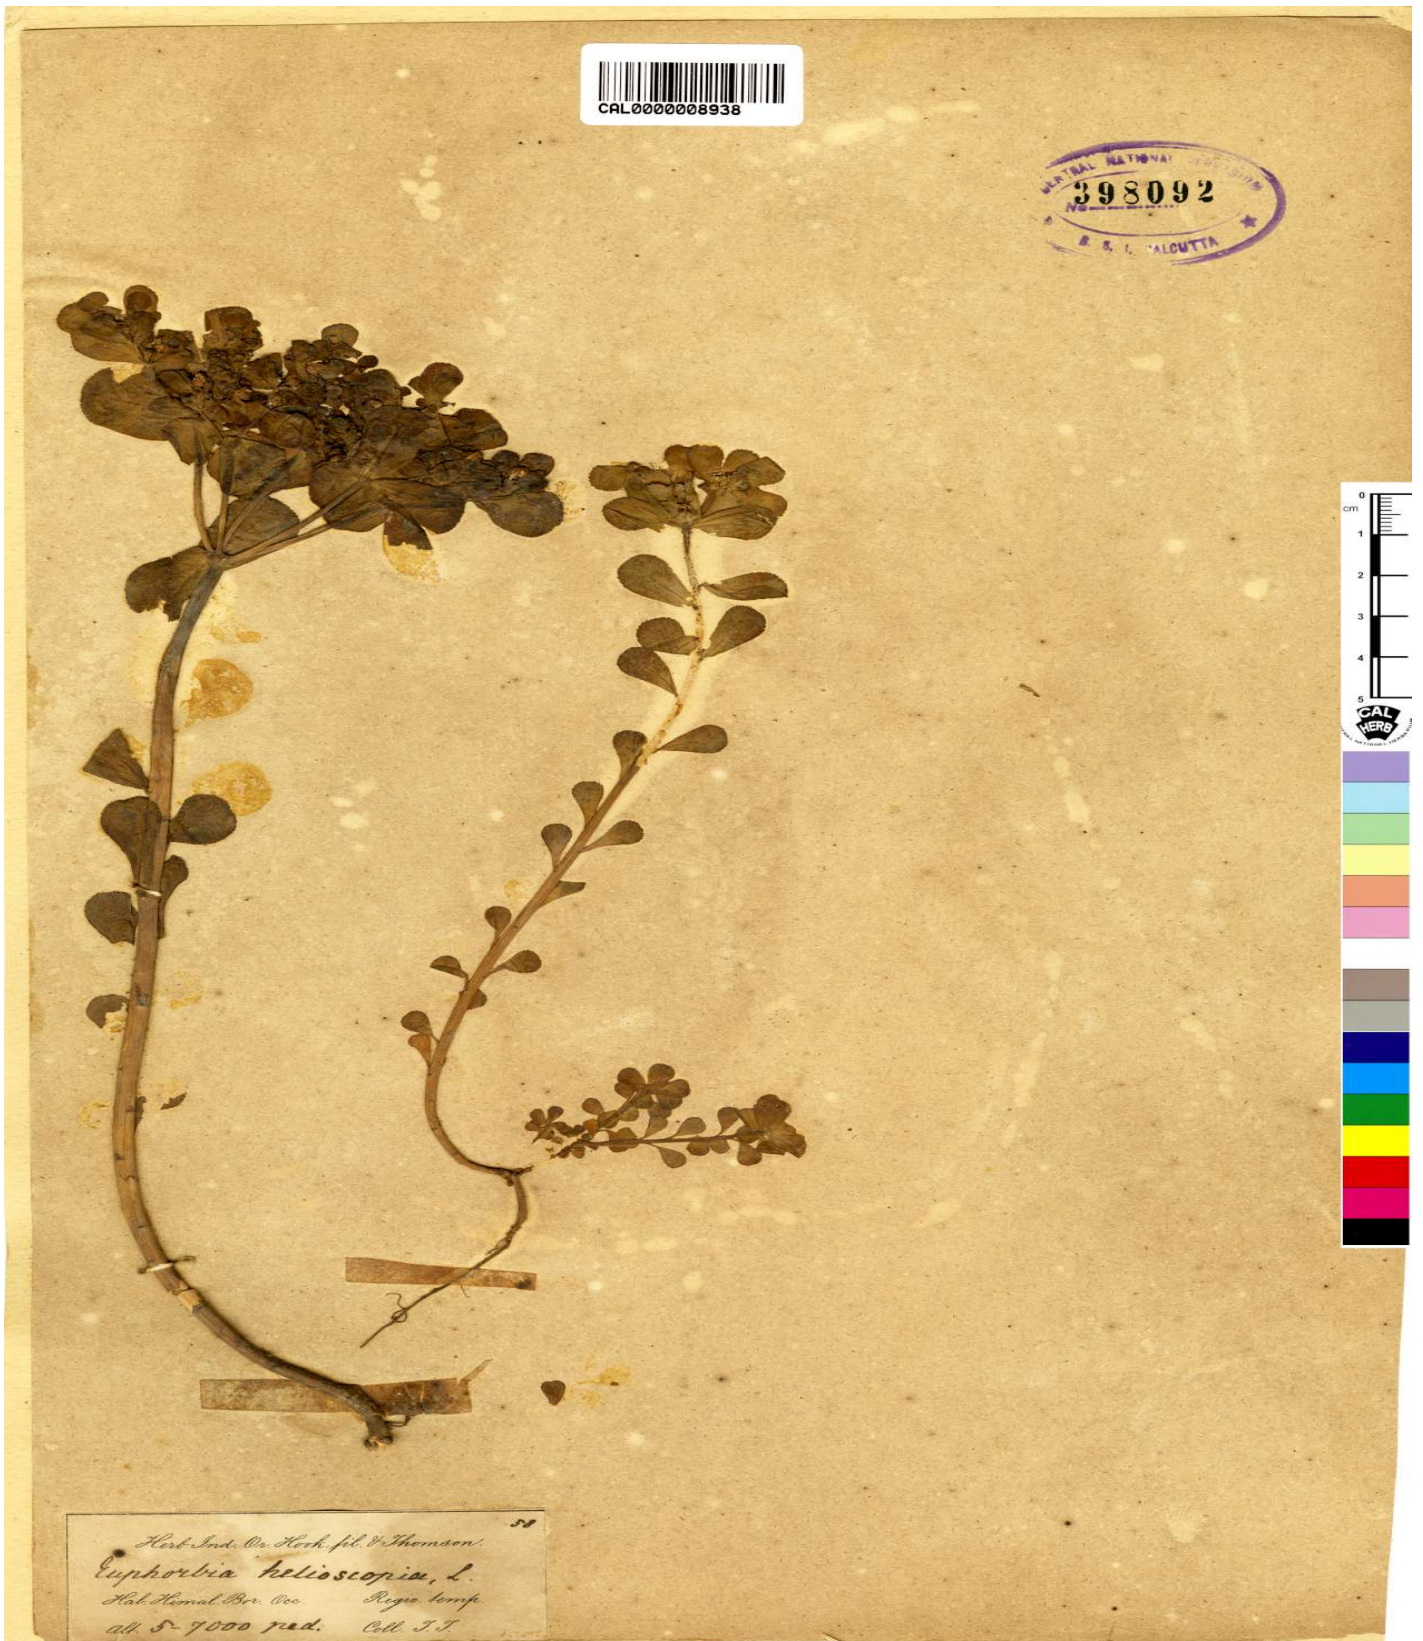 CAL0000008938
CENTRAL NATIONAL
398092
No
B. S. I. CALCUTTA
0
cm
1
2
3
4
5
CAL
HERB
58
Herb. Ind. Or. Hook. fil. & Thomson.
Euphorbia helioscopia, L.
Hab. Himal. Bor. Occ. Regio temp.
Alt. 5-7000 ped. Coll. T.T.